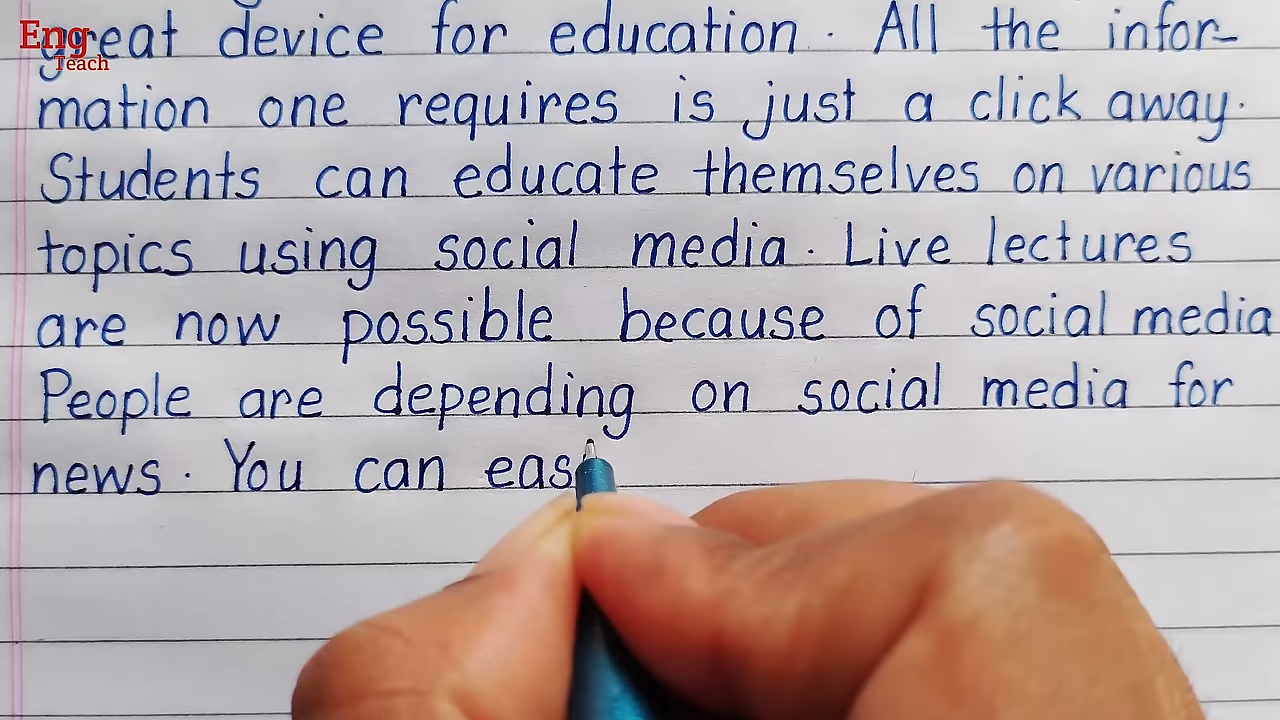 Eng
Teach
great device for education. All the infor-
mation one requires is just a click away.
Students can educate themselves on various
topics using social media. Live lectures
are now possible because of social media
People are depending on social media for
news. You can eas